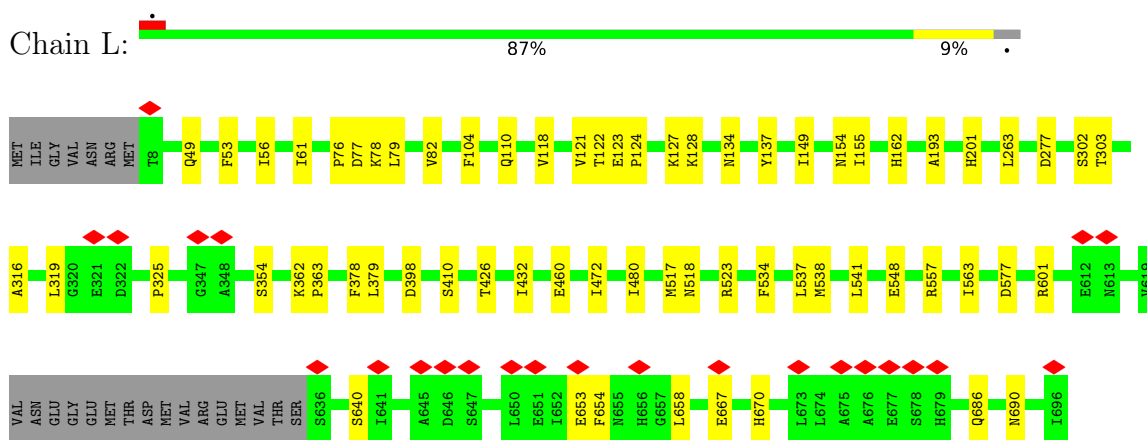 Chain L:
87%
9%
MET ILE GLY VAL ASN ARG MET T8 Q49 F53 I56 I61 P76 D77 K78 L79 V82 F104 Q110 V118 V121 T122 E123 P124 K127 K128 N134 Y137 I149 N154 I155 H162 A193 H201 L263 D277 S302 T303
A316 L319 G320 E321 D322 P325 G347 A348 S354 K362 P363 F378 L379 D398 S410 T426 I432 E460 I472 I480 M517 N518 R523 F534 L537 M538 L541 E548 R557 I563 D577 R601 E612 N613
VAL ASN GLU GLY GLU MET THR ASP MET VAL ARG GLU MET VAL THR SER S636 S640 I641 A645 D646 S647 L650 E651 I652 E653 F654 N655 H656 G657 L658 E667 H670 L673 L674 A675 A676 E677 S678 H679 Q686 N690 I696